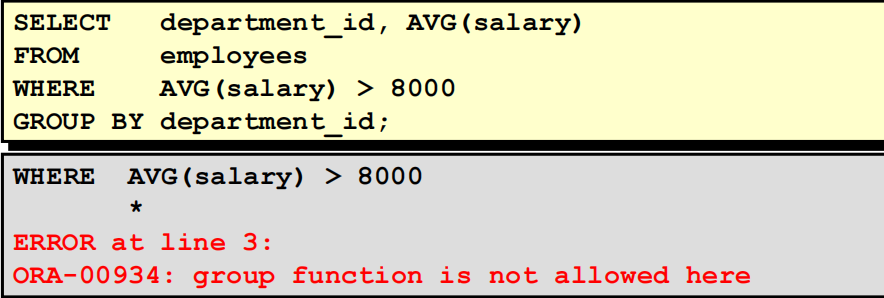 SELECT department_id, AVG(salary)
FROM employees
WHERE AVG(salary) > 8000
GROUP BY department_id;
WHERE AVG(salary) > 8000
*
ERROR at line 3:
ORA-00934: group function is not allowed here